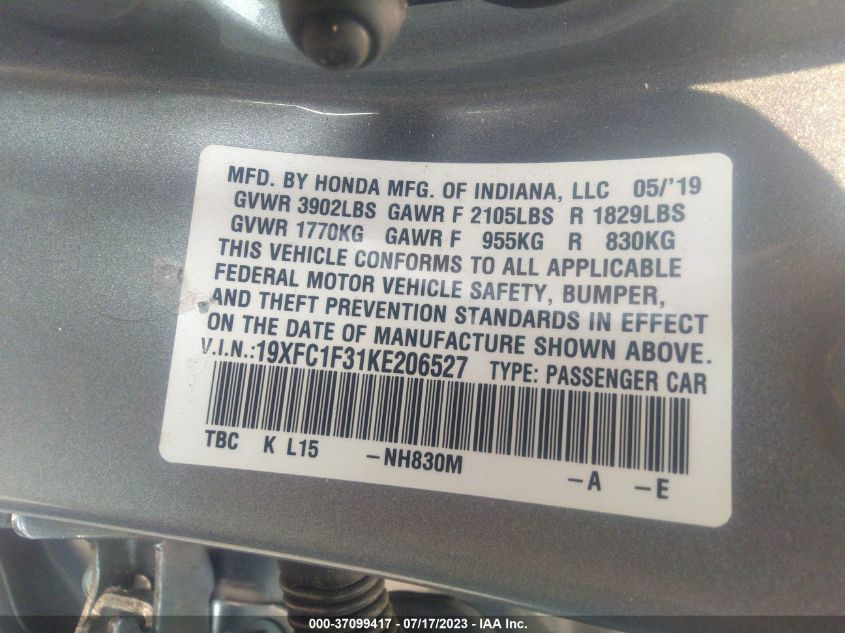 MFD. BY HONDA MFG. OF INDIANA, LLC 05/'19
GVWR 3902LBS GAWR F 2105LBS R 1829LBS
GVWR 1770KG GAWR F 955KG R 830KG
THIS VEHICLE CONFORMS TO ALL APPLICABLE
FEDERAL MOTOR VEHICLE SAFETY, BUMPER,
AND THEFT PREVENTION STANDARDS IN EFFECT
ON THE DATE OF MANUFACTURE SHOWN ABOVE.
V.I.N.:19XFC1F31KE206527 TYPE: PASSENGER CAR
TBC K L15 –NH830M –A –E
000-37099417 / 07/17/2023 - IAA Inc.